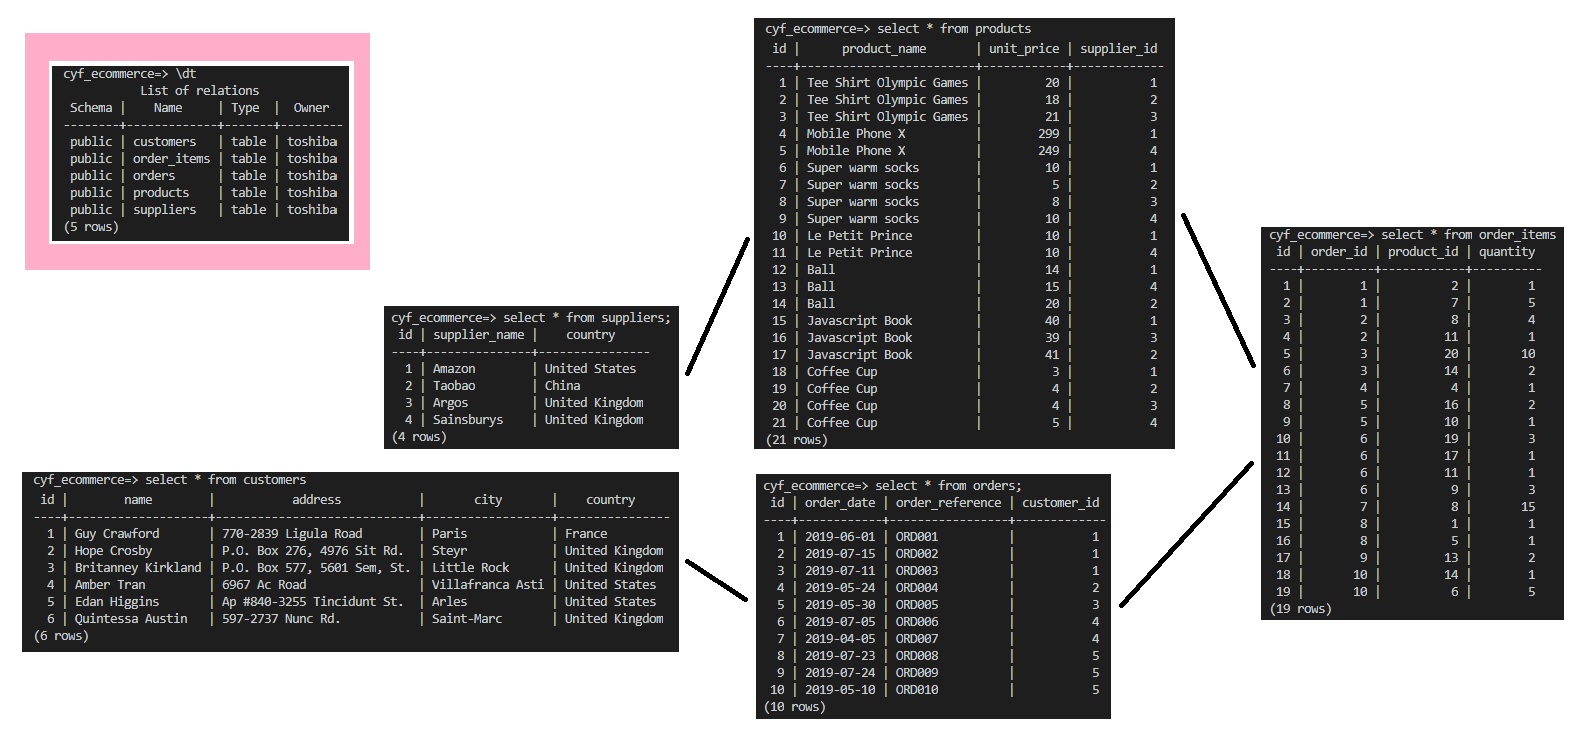 cyf_ecommerce=> \dt
List of relations
Schema | Name | Type | Owner
--------+-------------+-------+---------
public | customers | table | toshiba
public | order_items | table | toshiba
public | orders | table | toshiba
public | products | table | toshiba
public | suppliers | table | toshiba
(5 rows)
cyf_ecommerce=> select * from suppliers;
id | supplier_name | country
----+---------------+----------------
1 | Amazon | United States
2 | Taobao | China
3 | Argos | United Kingdom
4 | Sainsburys | United Kingdom
(4 rows)
cyf_ecommerce=> select * from products
id | product_name | unit_price | supplier_id
----+-------------------------+------------+-------------
1 | Tee Shirt Olympic Games | 20 | 1
2 | Tee Shirt Olympic Games | 18 | 2
3 | Tee Shirt Olympic Games | 21 | 3
4 | Mobile Phone X | 299 | 1
5 | Mobile Phone X | 249 | 4
6 | Super warm socks | 10 | 1
7 | Super warm socks | 5 | 2
8 | Super warm socks | 8 | 3
9 | Super warm socks | 10 | 4
10 | Le Petit Prince | 10 | 1
11 | Le Petit Prince | 10 | 4
12 | Ball | 14 | 1
13 | Ball | 15 | 4
14 | Ball | 20 | 2
15 | Javascript Book | 40 | 1
16 | Javascript Book | 39 | 3
17 | Javascript Book | 41 | 2
18 | Coffee Cup | 3 | 1
19 | Coffee Cup | 4 | 2
20 | Coffee Cup | 4 | 3
21 | Coffee Cup | 5 | 4
(21 rows)
cyf_ecommerce=> select * from order_items
id | order_id | product_id | quantity
----+----------+------------+----------
1 | 1 | 2 | 1
2 | 1 | 7 | 5
3 | 2 | 8 | 4
4 | 2 | 11 | 1
5 | 3 | 20 | 10
6 | 3 | 14 | 2
7 | 4 | 4 | 1
8 | 5 | 16 | 2
9 | 5 | 10 | 1
10 | 6 | 19 | 3
11 | 6 | 17 | 1
12 | 6 | 11 | 1
13 | 6 | 9 | 3
14 | 7 | 8 | 15
15 | 8 | 1 | 1
16 | 8 | 5 | 1
17 | 9 | 13 | 2
18 | 10 | 14 | 1
19 | 10 | 6 | 5
(19 rows)
cyf_ecommerce=> select * from customers
id | name | address | city | country
----+--------------------+-----------------------------+------------------+----------------
1 | Guy Crawford | 770-2839 Ligula Road | Paris | France
2 | Hope Crosby | P.O. Box 276, 4976 Sit Rd. | Steyr | United Kingdom
3 | Britanney Kirkland | P.O. Box 577, 5601 Sem, St. | Little Rock | United Kingdom
4 | Amber Tran | 6967 Ac Road | Villafranca Asti | United States
5 | Edan Higgins | Ap #840-3255 Tincidunt St. | Arles | United States
6 | Quintessa Austin | 597-2737 Nunc Rd. | Saint-Marc | United Kingdom
(6 rows)
cyf_ecommerce=> select * from orders;
id | order_date | order_reference | customer_id
----+------------+-----------------+-------------
1 | 2019-06-01 | ORD001 | 1
2 | 2019-07-15 | ORD002 | 1
3 | 2019-07-11 | ORD003 | 1
4 | 2019-05-24 | ORD004 | 2
5 | 2019-05-30 | ORD005 | 3
6 | 2019-07-05 | ORD006 | 4
7 | 2019-04-05 | ORD007 | 4
8 | 2019-07-23 | ORD008 | 5
9 | 2019-07-24 | ORD009 | 5
10 | 2019-05-10 | ORD010 | 5
(10 rows)